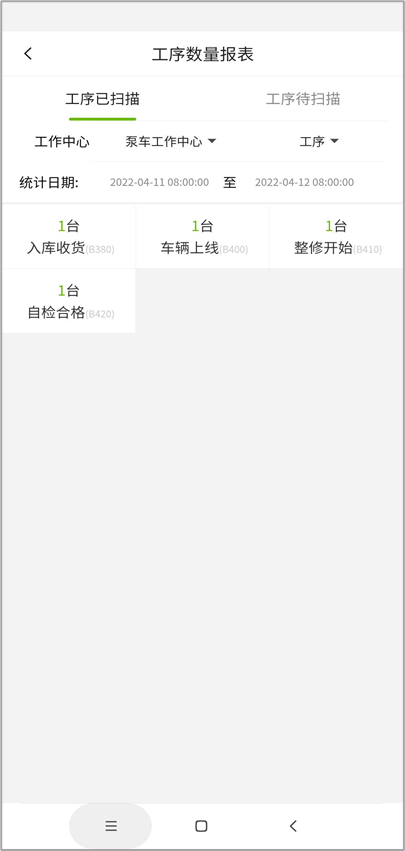 工序数量报表
工序已扫描 工序待扫描
工作中心 泵车工作中心 工序
统计日期: 2022-04-11 08:00:00 至 2022-04-12 08:00:00
1台 1台 1台
入库收货(B380) 车辆上线(B400) 整修开始(B410)
1台
自检合格(B420)